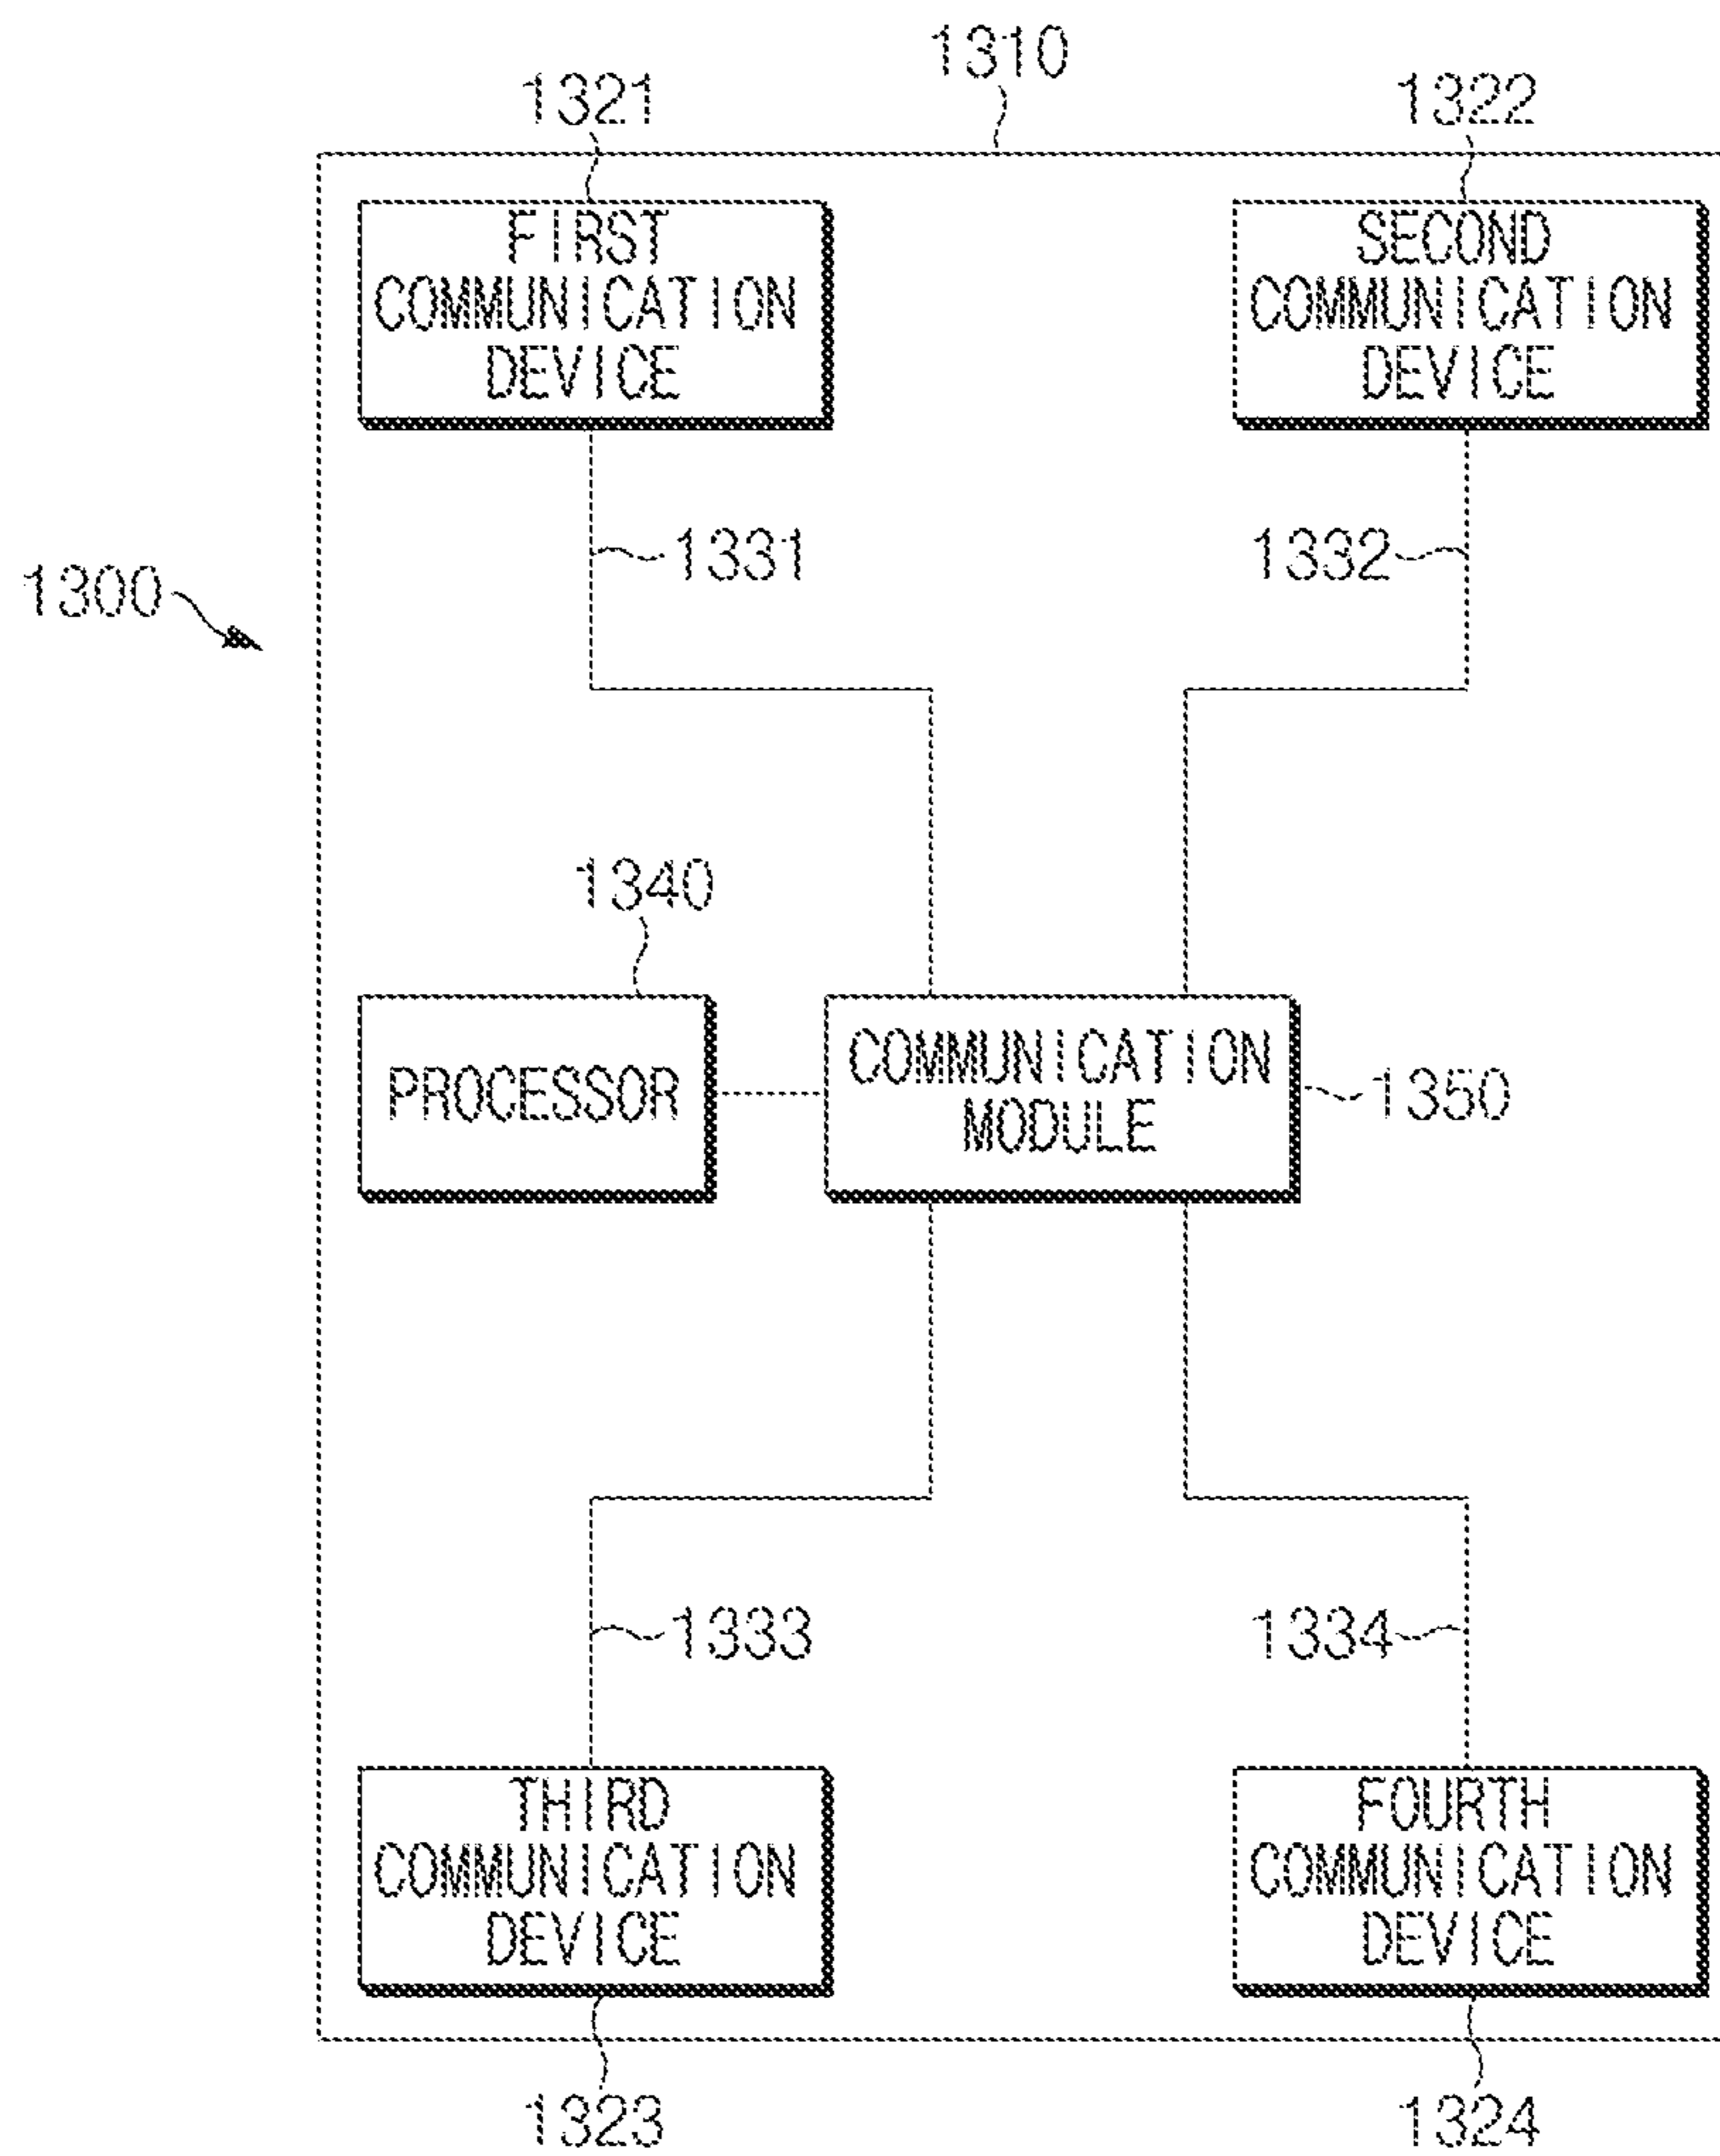 1310
1321
1322
FIRST
COMMUNICATION
DEVICE
SECOND
COMMUNICATION
DEVICE
1331
1332
1300
1340
PROCESSOR
COMMUNICATION
MODULE
1350
1333
1334
THIRD
COMMUNICATION
DEVICE
FOURTH
COMMUNICATION
DEVICE
1323
1324